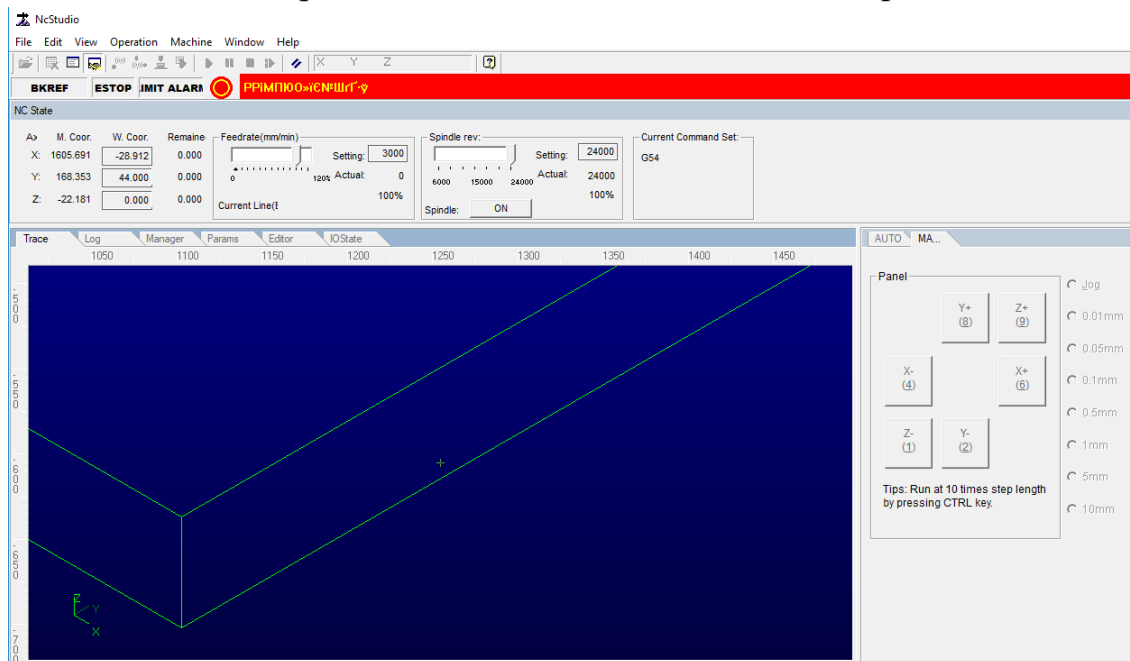 NcStudio
File Edit View Operation Machine Window Help
X Y Z
BKREF ESTOP IMIT ALARM
NC State
Ax M. Coor. W. Coor. Remaine
X: 1605.691 -28.912 0.000
Y: 168.353 44.000 0.000
Z: -22.181 0.000 0.000
Feedrate(mm/min)
Setting: 3000
0 120% Actual: 0
100%
Current Line(
Spindle rev:
Setting: 24000
6000 15000 24000 Actual: 24000
100%
Spindle: ON
Current Command Set:
G54
Trace Log Manager Params Editor IOState
1050 1100 1150 1200 1250 1300 1350 1400 1450
-500
-550
-600
-650
-700
Z
Y
X
AUTO MA...
Panel
Y+
(8)
Z+
(9)
X-
(4)
X+
(6)
Z-
(1)
Y-
(2)
Tips: Run at 10 times step length
by pressing CTRL key.
Jog
0.01mm
0.05mm
0.1mm
0.5mm
1mm
5mm
10mm